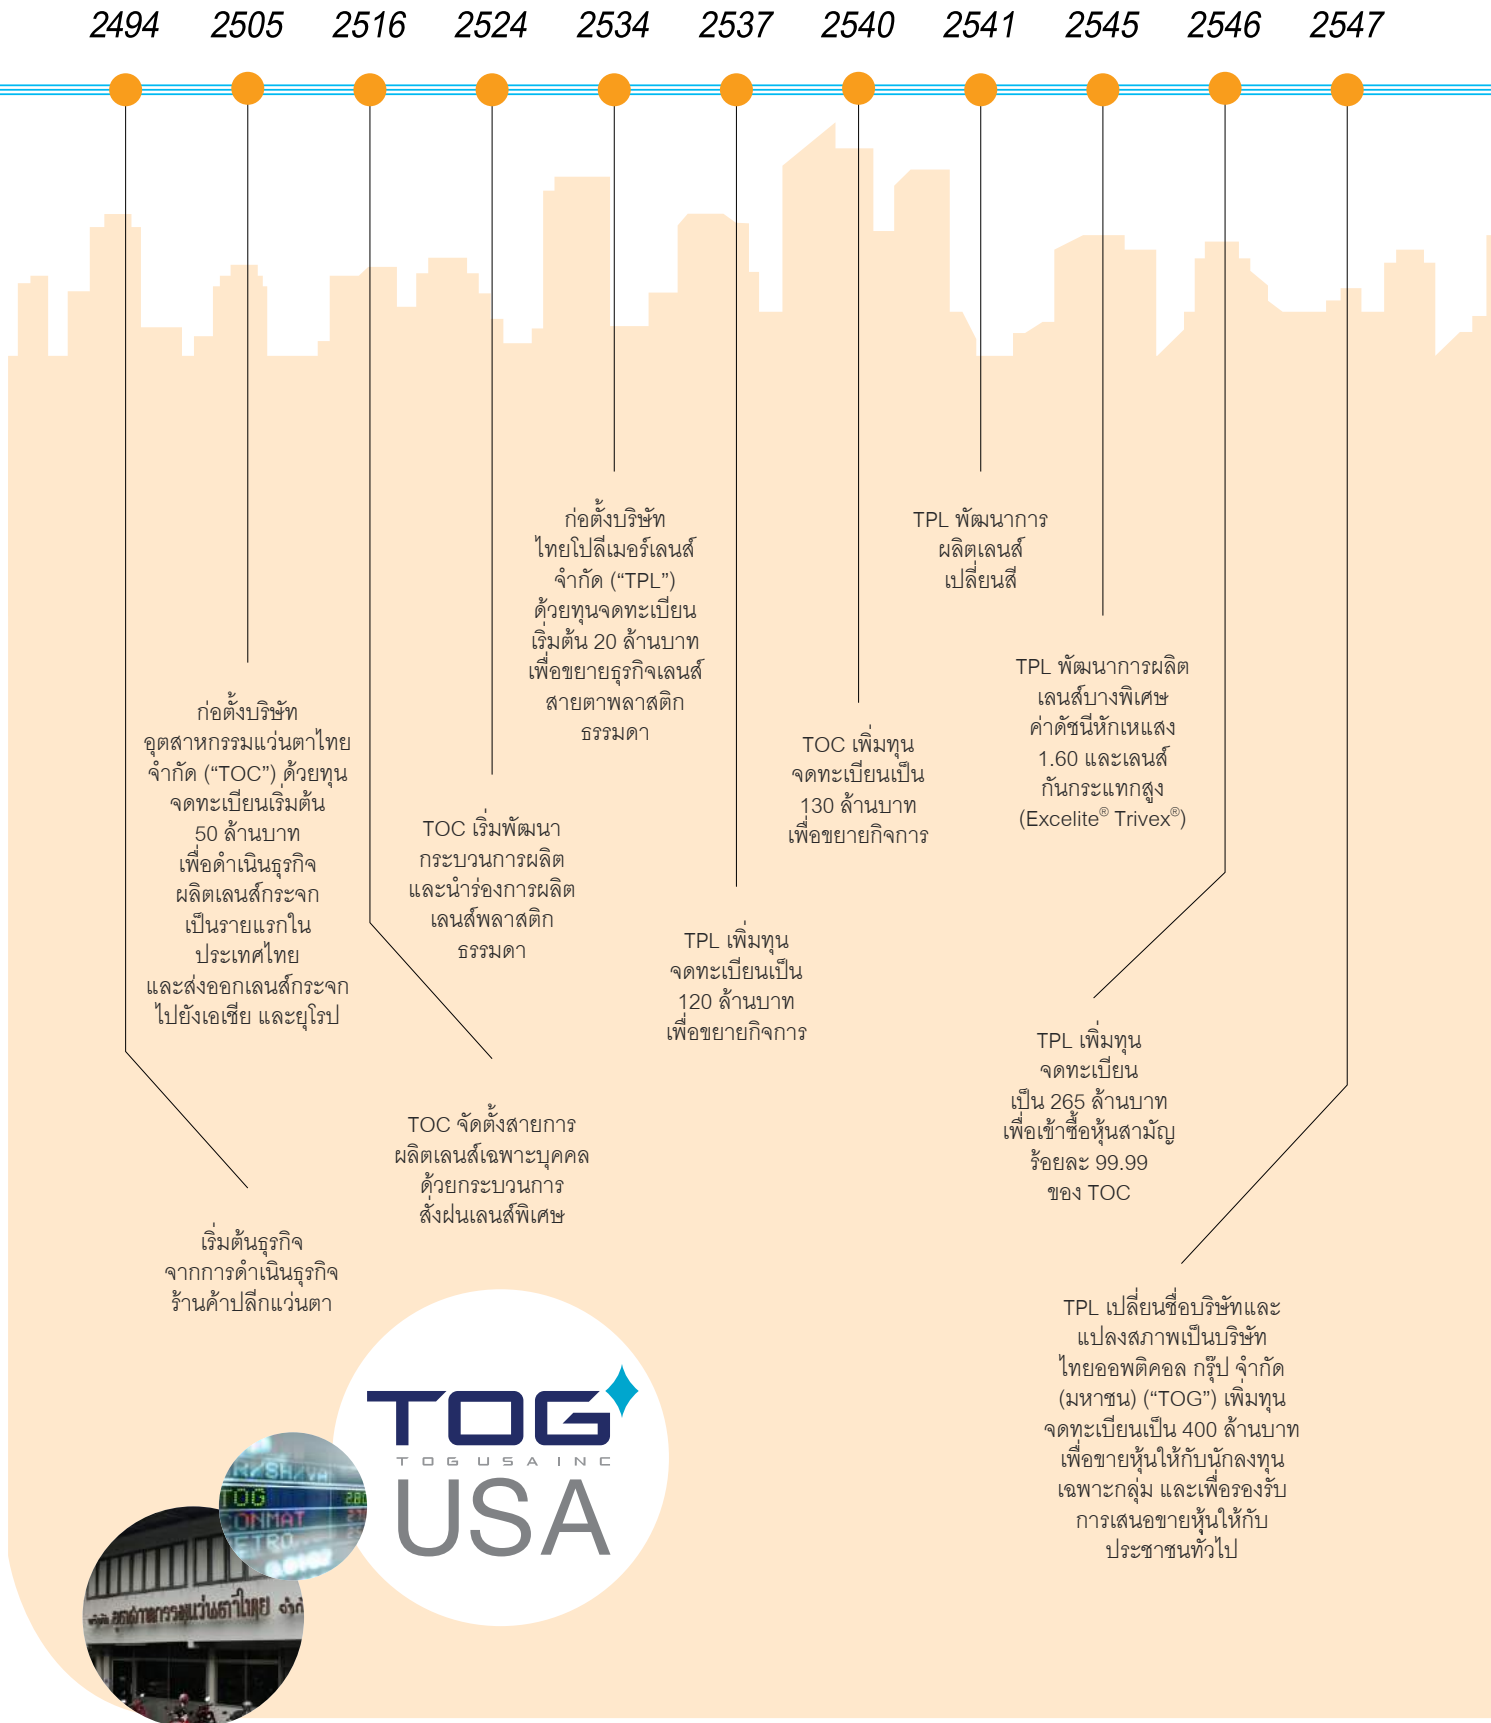 2494 2505 2516 2524 2534 2537 2540 2541 2545 2546 2547
เริ่มต้นธุรกิจ
จากการดำเนินธุรกิจ
ร้านค้าปลีกแว่นตา
ก่อตั้งบริษัท
อุตสาหกรรมแว่นตาไทย
จำกัด (“TOC”) ด้วยทุน
จดทะเบียนเริ่มต้น
50 ล้านบาท
เพื่อดำเนินธุรกิจ
ผลิตเลนส์กระจก
เป็นรายแรกใน
ประเทศไทย
และส่งออกเลนส์กระจก
ไปยังเอเชีย และยุโรป
TOC จัดตั้งสายการ
ผลิตเลนส์เฉพาะบุคคล
ด้วยกระบวนการ
สั่งฝนเลนส์พิเศษ
TOC เริ่มพัฒนา
กระบวนการผลิต
และนำร่องการผลิต
เลนส์พลาสติก
ธรรมดา
ก่อตั้งบริษัท
ไทยโปลีเมอร์เลนส์
จำกัด (“TPL”)
ด้วยทุนจดทะเบียน
เริ่มต้น 20 ล้านบาท
เพื่อขยายธุรกิจเลนส์
สายตาพลาสติก
ธรรมดา
TPL เพิ่มทุน
จดทะเบียนเป็น
120 ล้านบาท
เพื่อขยายกิจการ
TOC เพิ่มทุน
จดทะเบียนเป็น
130 ล้านบาท
เพื่อขยายกิจการ
TPL พัฒนาการ
ผลิตเลนส์
เปลี่ยนสี
TPL พัฒนาการผลิต
เลนส์บางพิเศษ
ค่าดัชนีหักเหแสง
1.60 และเลนส์
กันกระแทกสูง
(Excelite® Trivex®)
TPL เพิ่มทุน
จดทะเบียน
เป็น 265 ล้านบาท
เพื่อเข้าซื้อหุ้นสามัญ
ร้อยละ 99.99
ของ TOC
TPL เปลี่ยนชื่อบริษัทและ
แปลงสภาพเป็นบริษัท
ไทยออพติคอล กรุ๊ป จำกัด
(มหาชน) (“TOG”) เพิ่มทุน
จดทะเบียนเป็น 400 ล้านบาท
เพื่อขายหุ้นให้กับนักลงทุน
เฉพาะกลุ่ม และเพื่อรองรับ
การเสนอขายหุ้นให้กับ
ประชาชนทั่วไป
TOG
TOG USA INC
USA
TOG
อุตสาหกรรมแว่นตาไทย